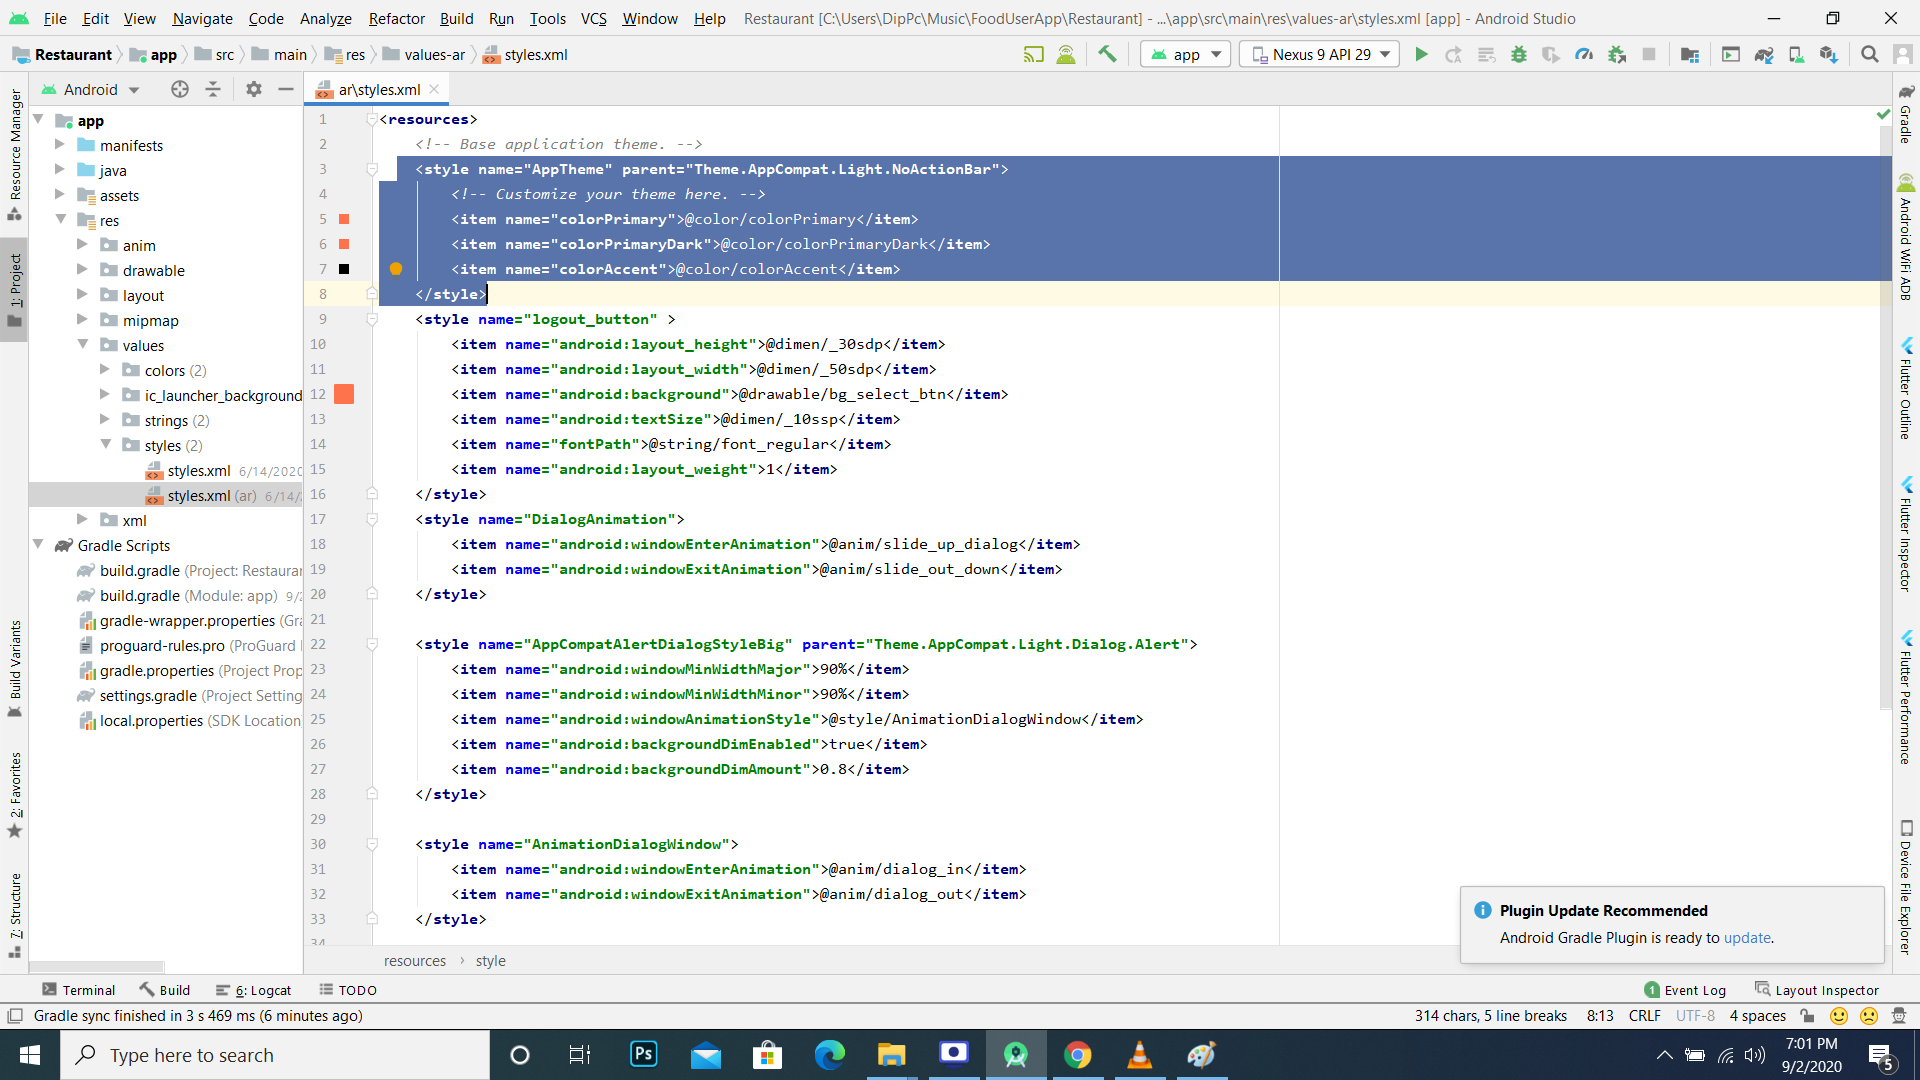 File Edit View Navigate Code Analyze Refactor Build Run Tools VCS Window Help Restaurant [C:\Users\DipPc\Music\FoodUserApp\Restaurant] - ...\app\src\main\res\values-ar\styles.xml [app] - Android Studio
Restaurant app src main res values-ar styles.xml app Nexus 9 API 29
Android ar\styles.xml
Resource Manager
1: Project
Build Variants
2: Favorites
7: Structure
app
manifests
java
assets
res
anim
drawable
layout
mipmap
values
colors (2)
ic_launcher_background
strings (2)
styles (2)
styles.xml 6/14/2020
styles.xml (ar) 6/14/
xml
Gradle Scripts
build.gradle (Project: Restaura
build.gradle (Module: app) 9/2
gradle-wrapper.properties (Gra
proguard-rules.pro (ProGuard
gradle.properties (Project Prop
settings.gradle (Project Setting
local.properties (SDK Location
1 <resources>
2 <!-- Base application theme. -->
3 <style name="AppTheme" parent="Theme.AppCompat.Light.NoActionBar">
4 <!-- Customize your theme here. -->
5 <item name="colorPrimary">@color/colorPrimary</item>
6 <item name="colorPrimaryDark">@color/colorPrimaryDark</item>
7 <item name="colorAccent">@color/colorAccent</item>
8 </style>
9 <style name="logout_button" >
10 <item name="android:layout_height">@dimen/_30sdp</item>
11 <item name="android:layout_width">@dimen/_50sdp</item>
12 <item name="android:background">@drawable/bg_select_btn</item>
13 <item name="android:textSize">@dimen/_10ssp</item>
14 <item name="fontPath">@string/font_regular</item>
15 <item name="android:layout_weight">1</item>
16 </style>
17 <style name="DialogAnimation">
18 <item name="android:windowEnterAnimation">@anim/slide_up_dialog</item>
19 <item name="android:windowExitAnimation">@anim/slide_out_down</item>
20 </style>
21
22 <style name="AppCompatAlertDialogStyleBig" parent="Theme.AppCompat.Light.Dialog.Alert">
23 <item name="android:windowMinWidthMajor">90%</item>
24 <item name="android:windowMinWidthMinor">90%</item>
25 <item name="android:windowAnimationStyle">@style/AnimationDialogWindow</item>
26 <item name="android:backgroundDimEnabled">true</item>
27 <item name="android:backgroundDimAmount">0.8</item>
28 </style>
29
30 <style name="AnimationDialogWindow">
31 <item name="android:windowEnterAnimation">@anim/dialog_in</item>
32 <item name="android:windowExitAnimation">@anim/dialog_out</item>
33 </style>
34
resources › style
Gradle
Android WiFi ADB
Flutter Outline
Flutter Inspector
Flutter Performance
Device File Explorer
Plugin Update Recommended
Android Gradle Plugin is ready to update.
Terminal Build 6: Logcat TODO 1 Event Log Layout Inspector
Gradle sync finished in 3 s 469 ms (6 minutes ago) 314 chars, 5 line breaks 8:13 CRLF UTF-8 4 spaces
Type here to search Ps 7:01 PM
9/2/2020 5